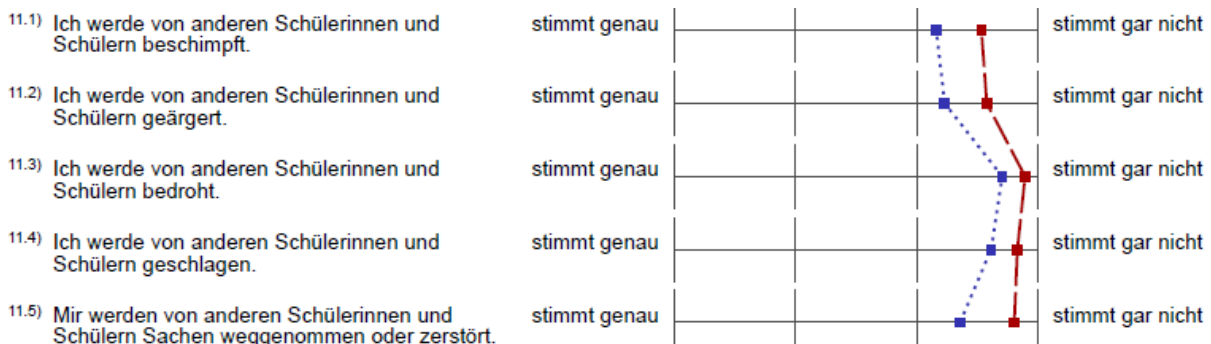 11.1) Ich werde von anderen Schülerinnen und stimmt genau stimmt gar nicht
Schülern beschimpft.
11.2) Ich werde von anderen Schülerinnen und stimmt genau stimmt gar nicht
Schülern geärgert.
11.3) Ich werde von anderen Schülerinnen und stimmt genau stimmt gar nicht
Schülern bedroht.
11.4) Ich werde von anderen Schülerinnen und stimmt genau stimmt gar nicht
Schülern geschlagen.
11.5) Mir werden von anderen Schülerinnen und stimmt genau stimmt gar nicht
Schülern Sachen weggenommen oder zerstört.